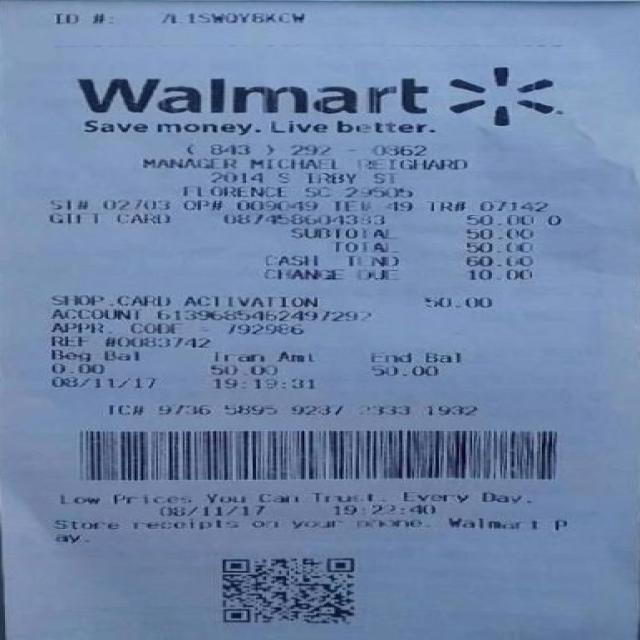 ID #: 7L1SWQY8KCW
Walmart
Save money. Live better.
( 843 ) 292 - 0362
MANAGER MICHAEL REIGHARD
2014 S IRBY ST
FLORENCE SC 29505
ST# 02703 OP# 009049 TE# 49 TR# 07142
GIFT CARD 087458604383 50.00 O
SUBTOTAL 50.00
TOTAL 50.00
CASH TEND 60.00
CHANGE DUE 10.00
SHOP.CARD ACTIVATION 50.00
ACCOUNT 6139685462497292
APPR. CODE - 792986
REF #0083742
Beg Bal Tran Amt End Bal
0.00 50.00 50.00
08/11/17 19:19:31
TC# 9736 5895 9237 2333 1932
Low Prices You Can Trust. Every Day.
08/11/17 19:22:40
Store receipts on your phone. Walmart P
ay.